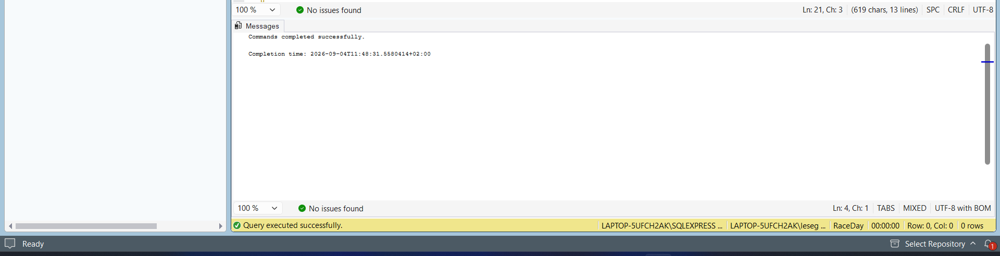 100 % No issues found Ln: 21, Ch: 3 (619 chars, 13 lines) SPC CRLF UTF-8
Messages
Commands completed successfully.
Completion time: 2026-09-04T11:48:31.5580414+02:00
100 % No issues found Ln: 4, Ch: 1 TABS MIXED UTF-8 with BOM
Query executed successfully. LAPTOP-5UFCH2AK\SQLEXPRESS ... LAPTOP-5UFCH2AK\leseg ... RaceDay 00:00:00 Row: 0, Col: 0 0 rows
Ready Select Repository 1